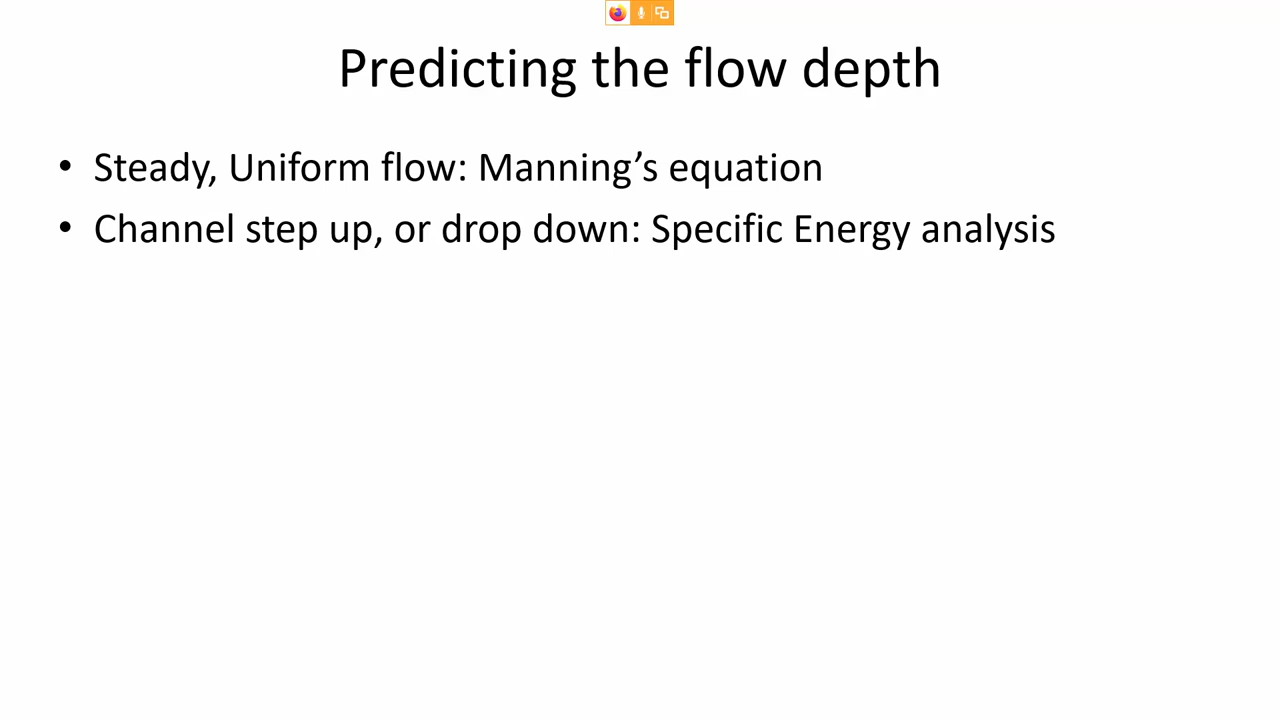 Predicting the flow depth
• Steady, Uniform flow: Manning’s equation
• Channel step up, or drop down: Specific Energy analysis